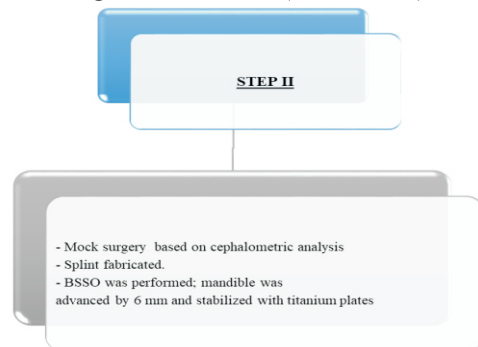 STEP II
- Mock surgery based on cephalometric analysis
- Splint fabricated.
- BSSO was performed; mandible was
advanced by 6 mm and stabilized with titanium plates